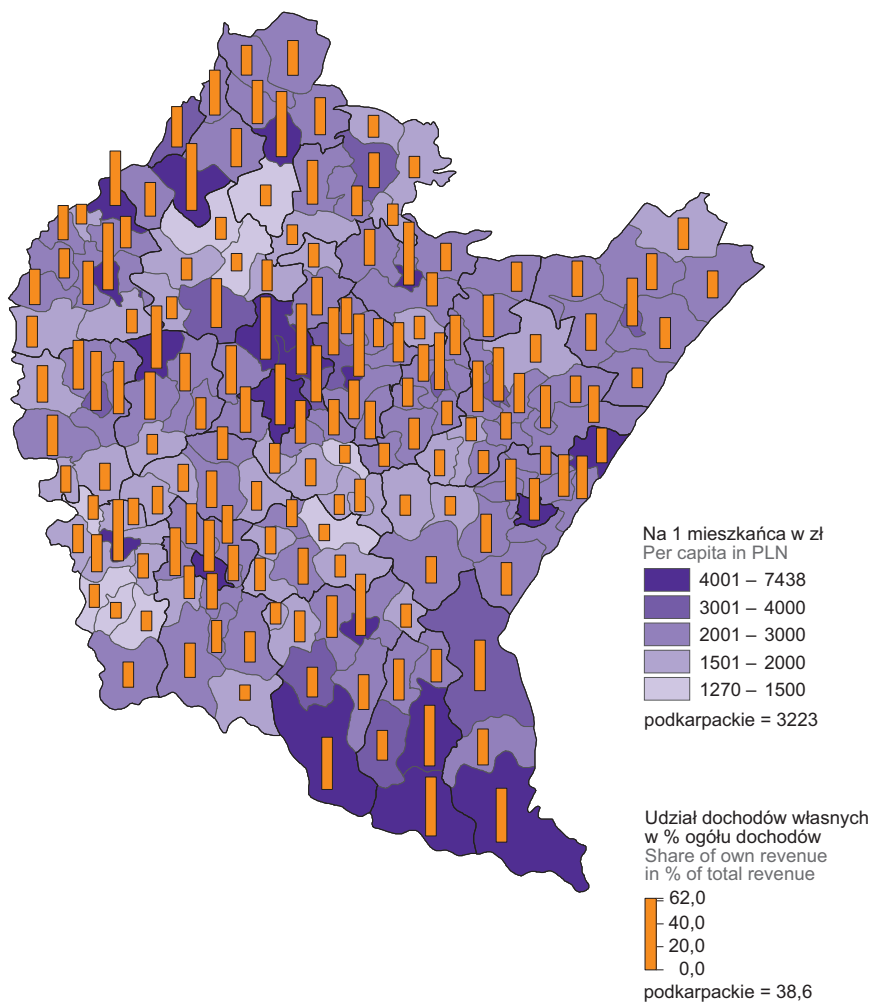 Na 1 mieszkańca w zł
Per capita in PLN
4001 – 7438
3001 – 4000
2001 – 3000
1501 – 2000
1270 – 1500
podkarpackie = 3223
Udział dochodów własnych
w % ogółu dochodów
Share of own revenue
in % of total revenue
62,0
40,0
20,0
0,0
podkarpackie = 38,6